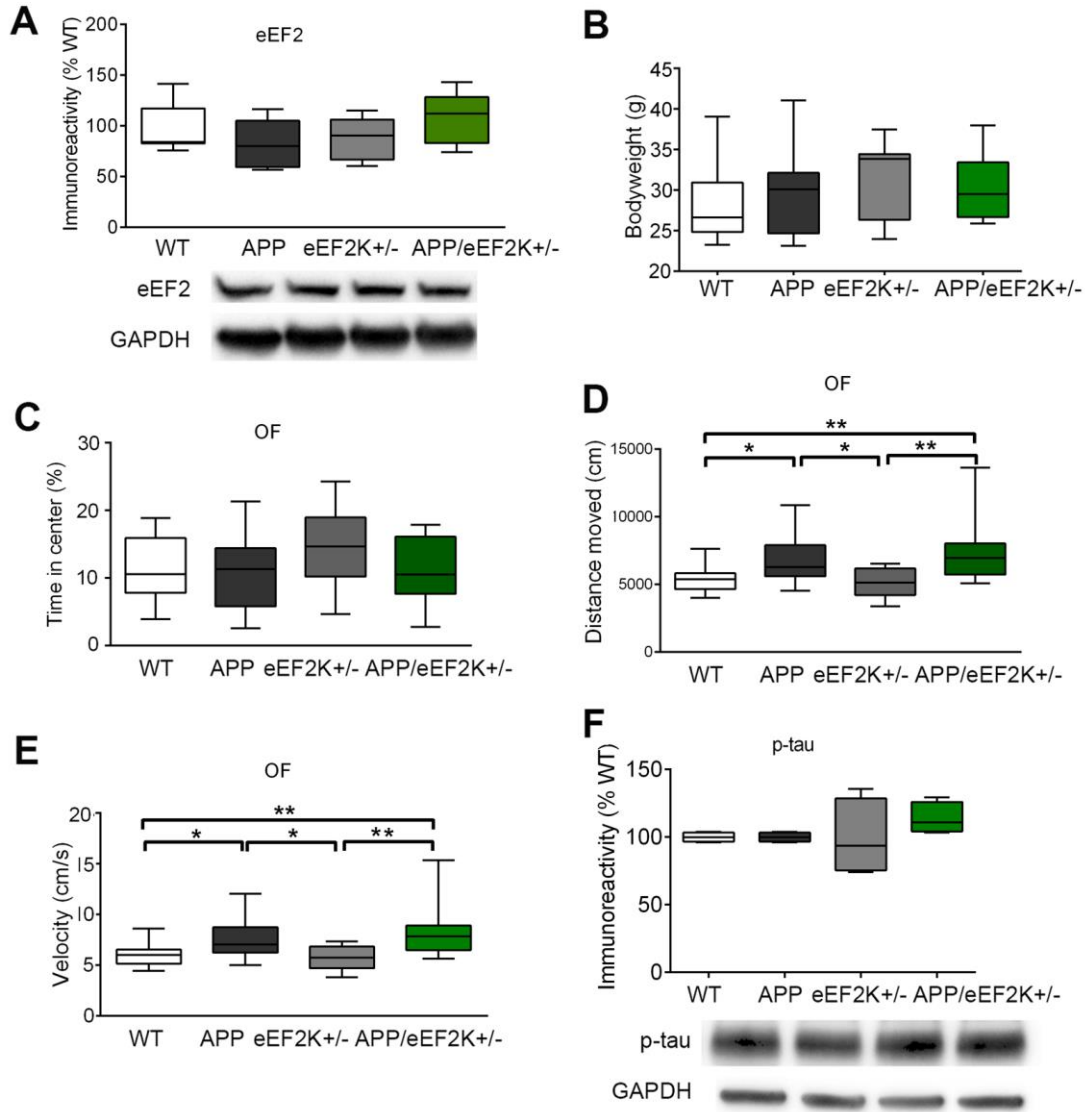 A
eEF2
Immunoreactivity (% WT)
200
150
100
50
0
WT APP eEF2K+/- APP/eEF2K+/-
eEF2
GAPDH
B
Bodyweight (g)
45
40
35
30
25
20
WT APP eEF2K+/- APP/eEF2K+/-
C
OF
Time in center (%)
30
20
10
0
WT APP eEF2K+/- APP/eEF2K+/-
D
OF
Distance moved (cm)
15000
10000
5000
0
**
* * **
WT APP eEF2K+/- APP/eEF2K+/-
E
OF
Velocity (cm/s)
20
15
10
5
0
**
* * **
WT APP eEF2K+/- APP/eEF2K+/-
F
p-tau
Immunoreactivity (% WT)
150
100
50
0
WT APP eEF2K+/- APP/eEF2K+/-
p-tau
GAPDH